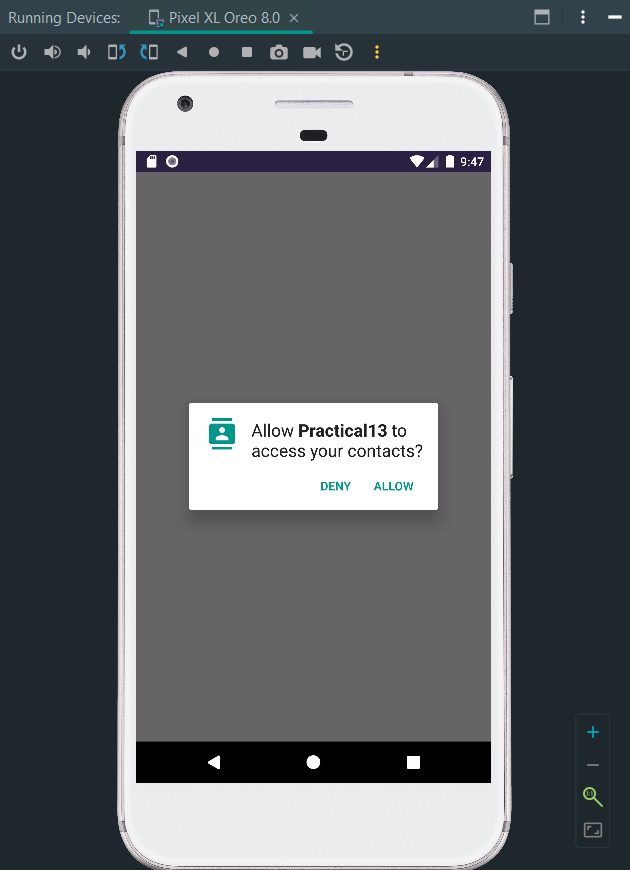 Running Devices:
Pixel XL Oreo 8.0
9:47
Allow Practical13 to
access your contacts?
DENY ALLOW